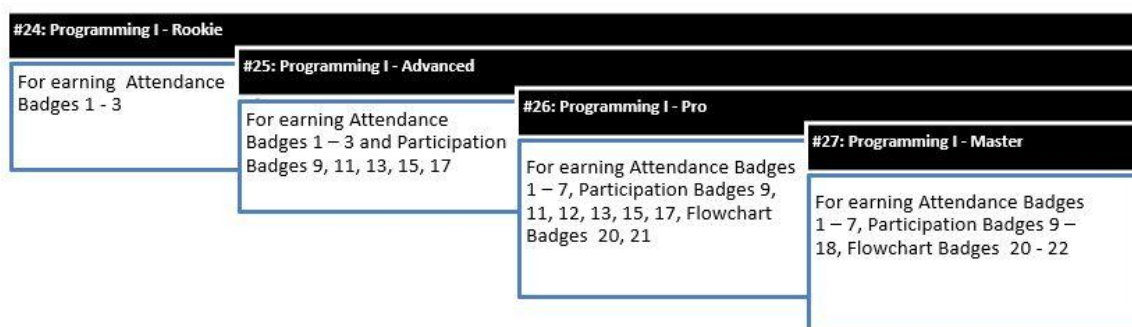 #24: Programming I - Rookie
For earning Attendance
Badges 1 - 3
#25: Programming I - Advanced
For earning Attendance
Badges 1 – 3 and Participation
Badges 9, 11, 13, 15, 17
#26: Programming I - Pro
For earning Attendance Badges
1 – 7, Participation Badges 9,
11, 12, 13, 15, 17, Flowchart
Badges 20, 21
#27: Programming I - Master
For earning Attendance Badges
1 – 7, Participation Badges 9 –
18, Flowchart Badges 20 - 22